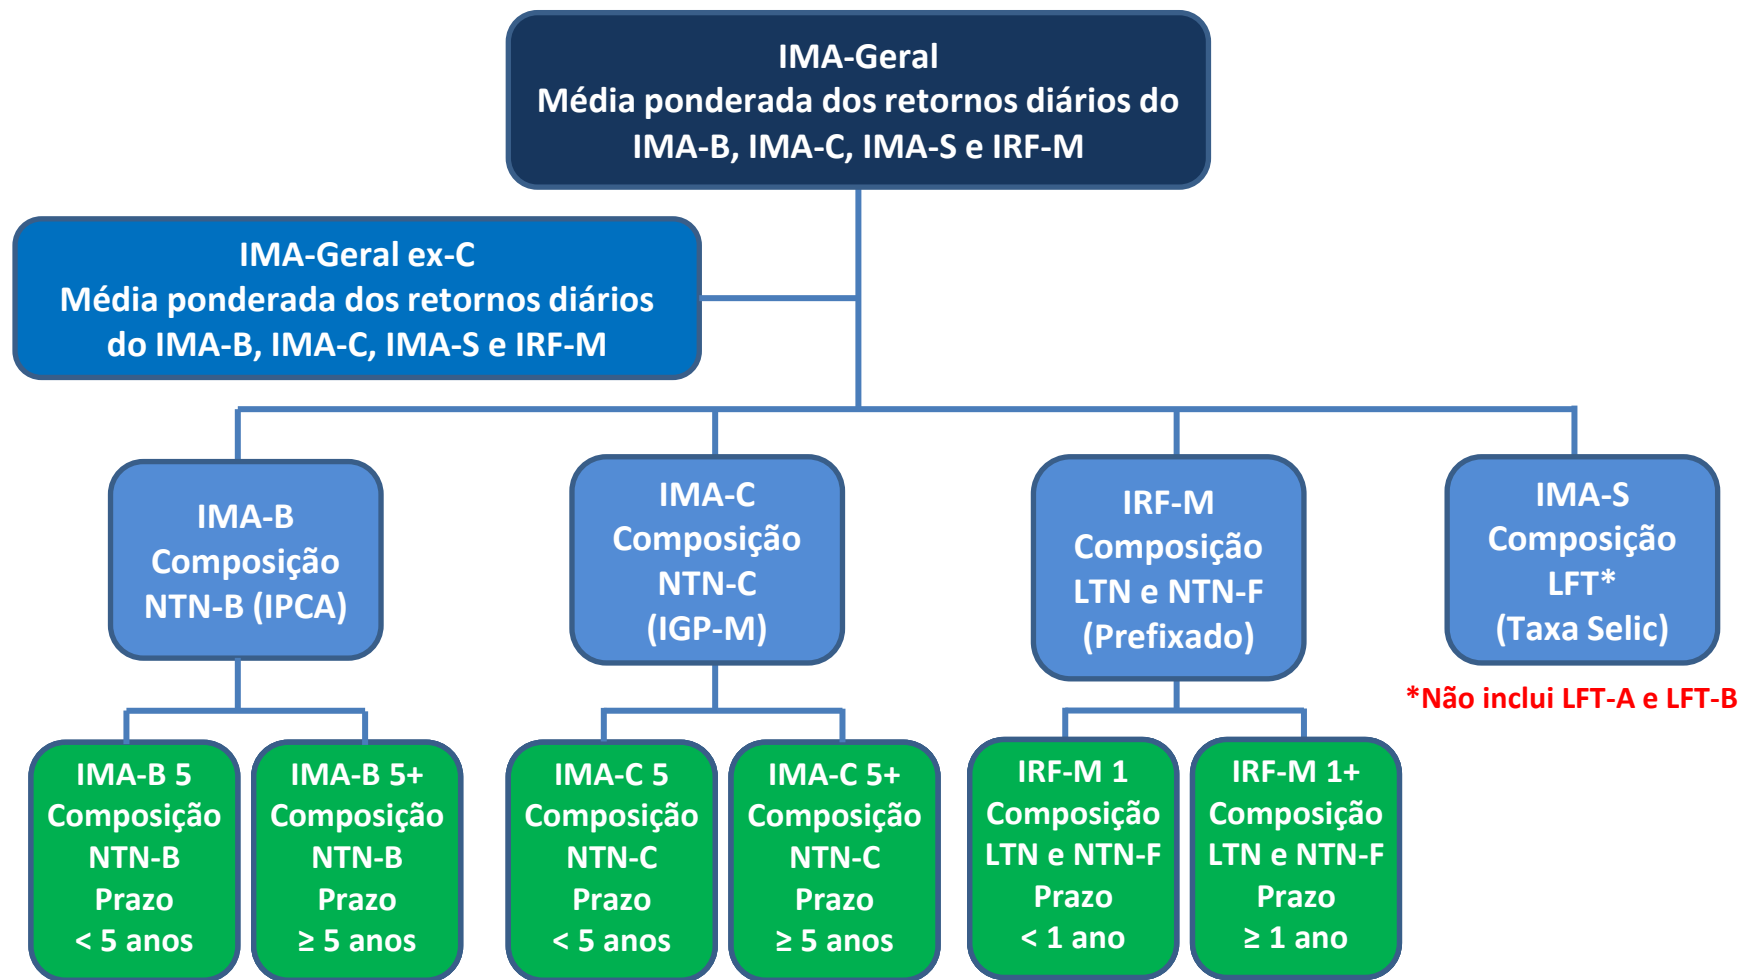 IMA-Geral
Média ponderada dos retornos diários do
IMA-B, IMA-C, IMA-S e IRF-M
IMA-Geral ex-C
Média ponderada dos retornos diários
do IMA-B, IMA-C, IMA-S e IRF-M
IMA-B
Composição
NTN-B (IPCA)
IMA-C
Composição
NTN-C
(IGP-M)
IRF-M
Composição
LTN e NTN-F
(Prefixado)
IMA-S
Composição
LFT*
(Taxa Selic)
*Não inclui LFT-A e LFT-B
IMA-B 5
Composição
NTN-B
Prazo
< 5 anos
IMA-B 5+
Composição
NTN-B
Prazo
≥ 5 anos
IMA-C 5
Composição
NTN-C
Prazo
< 5 anos
IMA-C 5+
Composição
NTN-C
Prazo
≥ 5 anos
IRF-M 1
Composição
LTN e NTN-F
Prazo
< 1 ano
IRF-M 1+
Composição
LTN e NTN-F
Prazo
≥ 1 ano